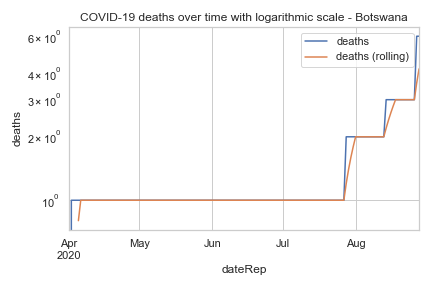 COVID-19 deaths over time with logarithmic scale - Botswana
deaths
deaths (rolling)
6 × 10⁰
4 × 10⁰
3 × 10⁰
2 × 10⁰
10⁰
deaths
Apr
2020
May
Jun
Jul
Aug
dateRep